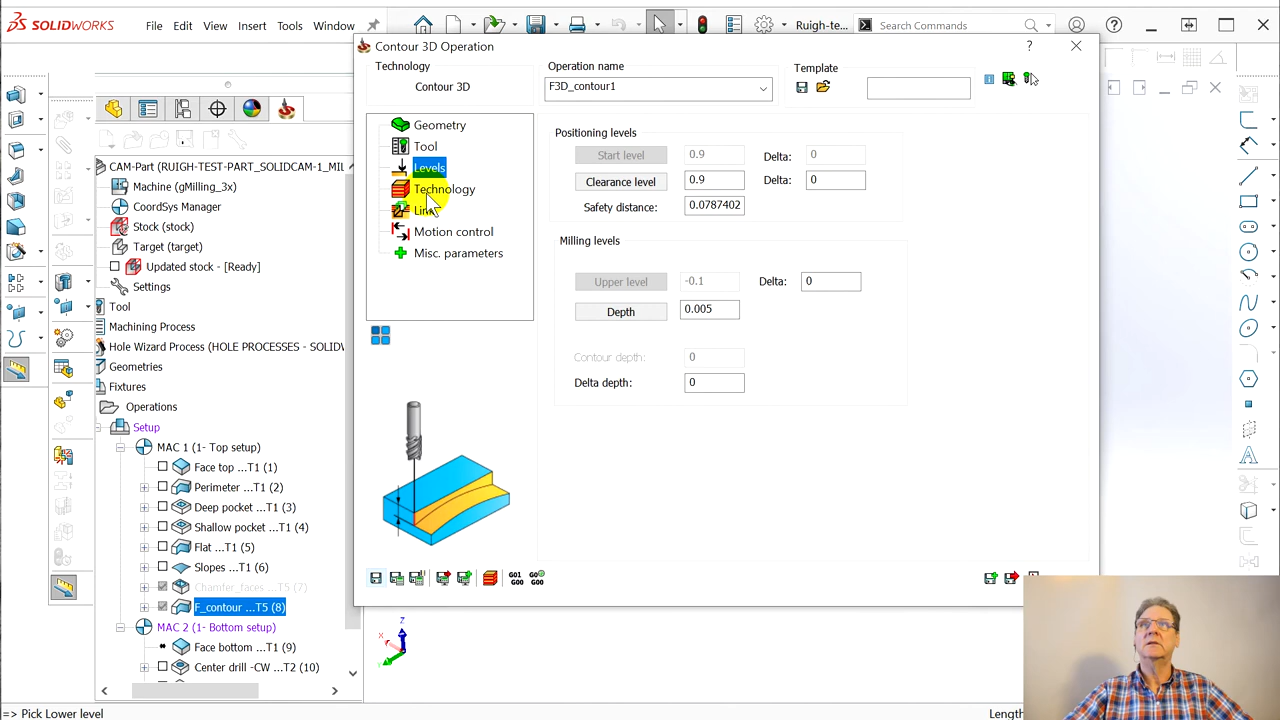 SOLIDWORKS File Edit View Insert Tools Window Ruigh-te... Search Commands
Contour 3D Operation
Technology
Contour 3D
Operation name
F3D_contour1
Template
Geometry
Tool
Levels
Technology
Link
Motion control
Misc. parameters
Positioning levels
Start level 0.9 Delta: 0
Clearance level 0.9 Delta: 0
Safety distance: 0.0787402
Milling levels
Upper level -0.1 Delta: 0
Depth 0.005
Contour depth: 0
Delta depth: 0
G01
G00
G0
CAM-Part (RUIGH-TEST-PART_SOLIDCAM-1_MIL
Machine (gMilling_3x)
CoordSys Manager
Stock (stock)
Target (target)
Updated stock - [Ready]
Settings
Tool
Machining Process
Hole Wizard Process (HOLE PROCESSES - SOLID
Geometries
Fixtures
Operations
Setup
MAC 1 (1- Top setup)
Face top ...T1 (1)
Perimeter ...T1 (2)
Deep pocket ...T1 (3)
Shallow pocket ...T1 (4)
Flat ...T1 (5)
Slopes ...T1 (6)
Chamfer_faces ...T5 (7)
F_contour ...T5 (8)
MAC 2 (1- Bottom setup)
Face bottom ...T1 (9)
Center drill -CW ...T2 (10)
Z
X
Y
=> Pick Lower level
Length